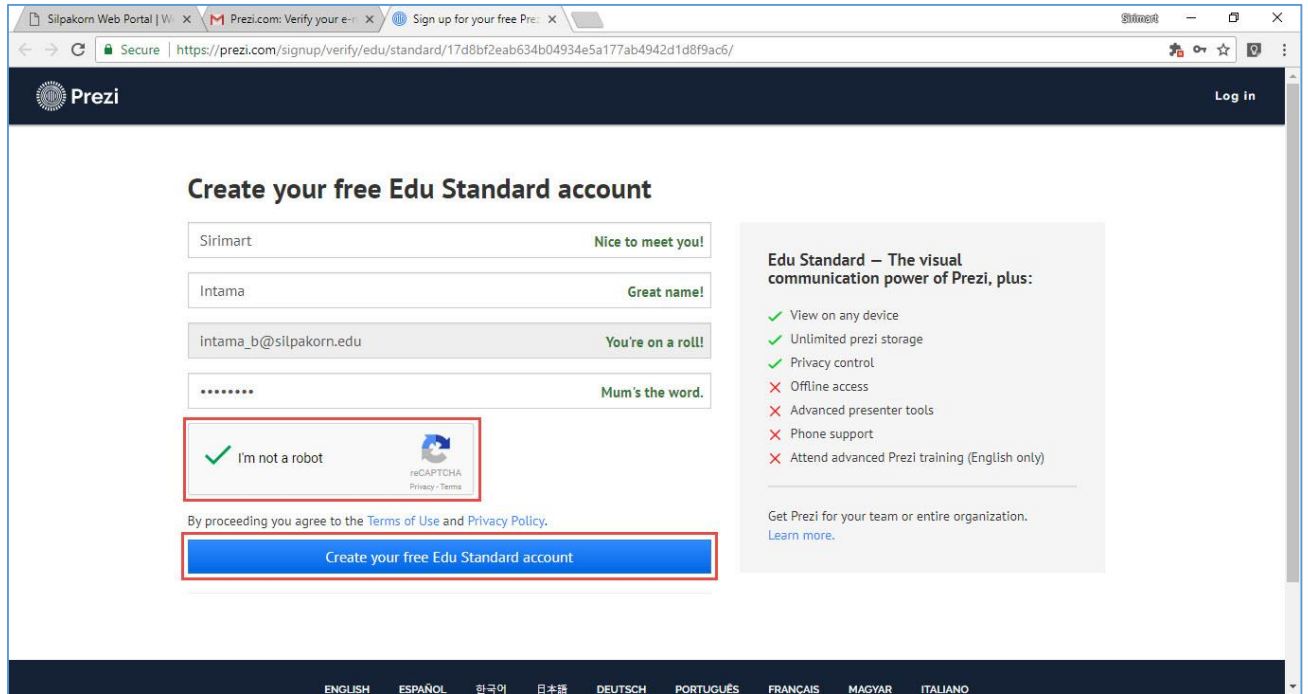 Silpakorn Web Portal | W
Prezi.com: Verify your e-n
Sign up for your free Pre
Sirimart
Secure | https://prezi.com/signup/verify/edu/standard/17d8bf2eab634b04934e5a177ab4942d1d8f9ac6/
Prezi
Log in
Create your free Edu Standard account
Sirimart Nice to meet you!
Intama Great name!
intama_b@silpakorn.edu You're on a roll!
•••••••• Mum's the word.
I'm not a robot
reCAPTCHA
Privacy - Terms
By proceeding you agree to the Terms of Use and Privacy Policy.
Create your free Edu Standard account
Edu Standard — The visual
communication power of Prezi, plus:
View on any device
Unlimited prezi storage
Privacy control
Offline access
Advanced presenter tools
Phone support
Attend advanced Prezi training (English only)
Get Prezi for your team or entire organization.
Learn more.
ENGLISH ESPAÑOL 한국어 日本語 DEUTSCH PORTUGUÊS FRANÇAIS MAGYAR ITALIANO